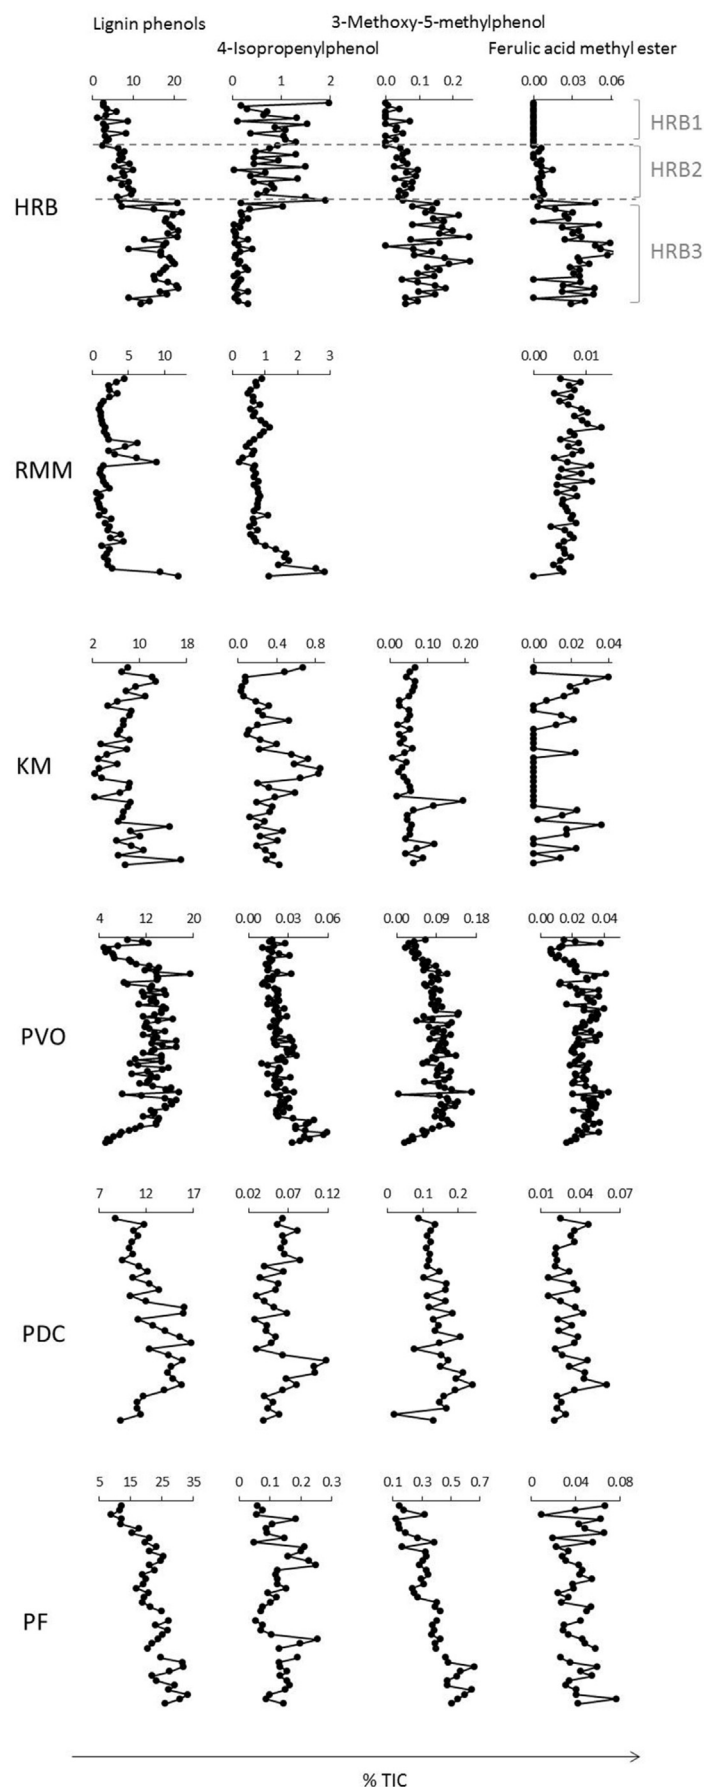 3-Methoxy-5-methylphenol
Lignin phenols
4-Isopropenylphenol Ferulic acid methyl ester
0 10 20 0 1 2 0.0 0.1 0.2 0.00 0.03 0.06
HRB1
HRB2
HRB
HRB3
0 5 10 0 1 2 3 0.00 0.01
RMM
2 10 18 0.0 0.4 0.8 0.00 0.10 0.20 0.00 0.02 0.04
KM
4 12 20 0.00 0.03 0.06 0.00 0.09 0.18 0.00 0.02 0.04
PVO
7 12 17 0.02 0.07 0.12 0 0.1 0.2 0.01 0.04 0.07
PDC
5 15 25 35 0 0.1 0.2 0.3 0.1 0.3 0.5 0.7 0 0.04 0.08
PF
% TIC